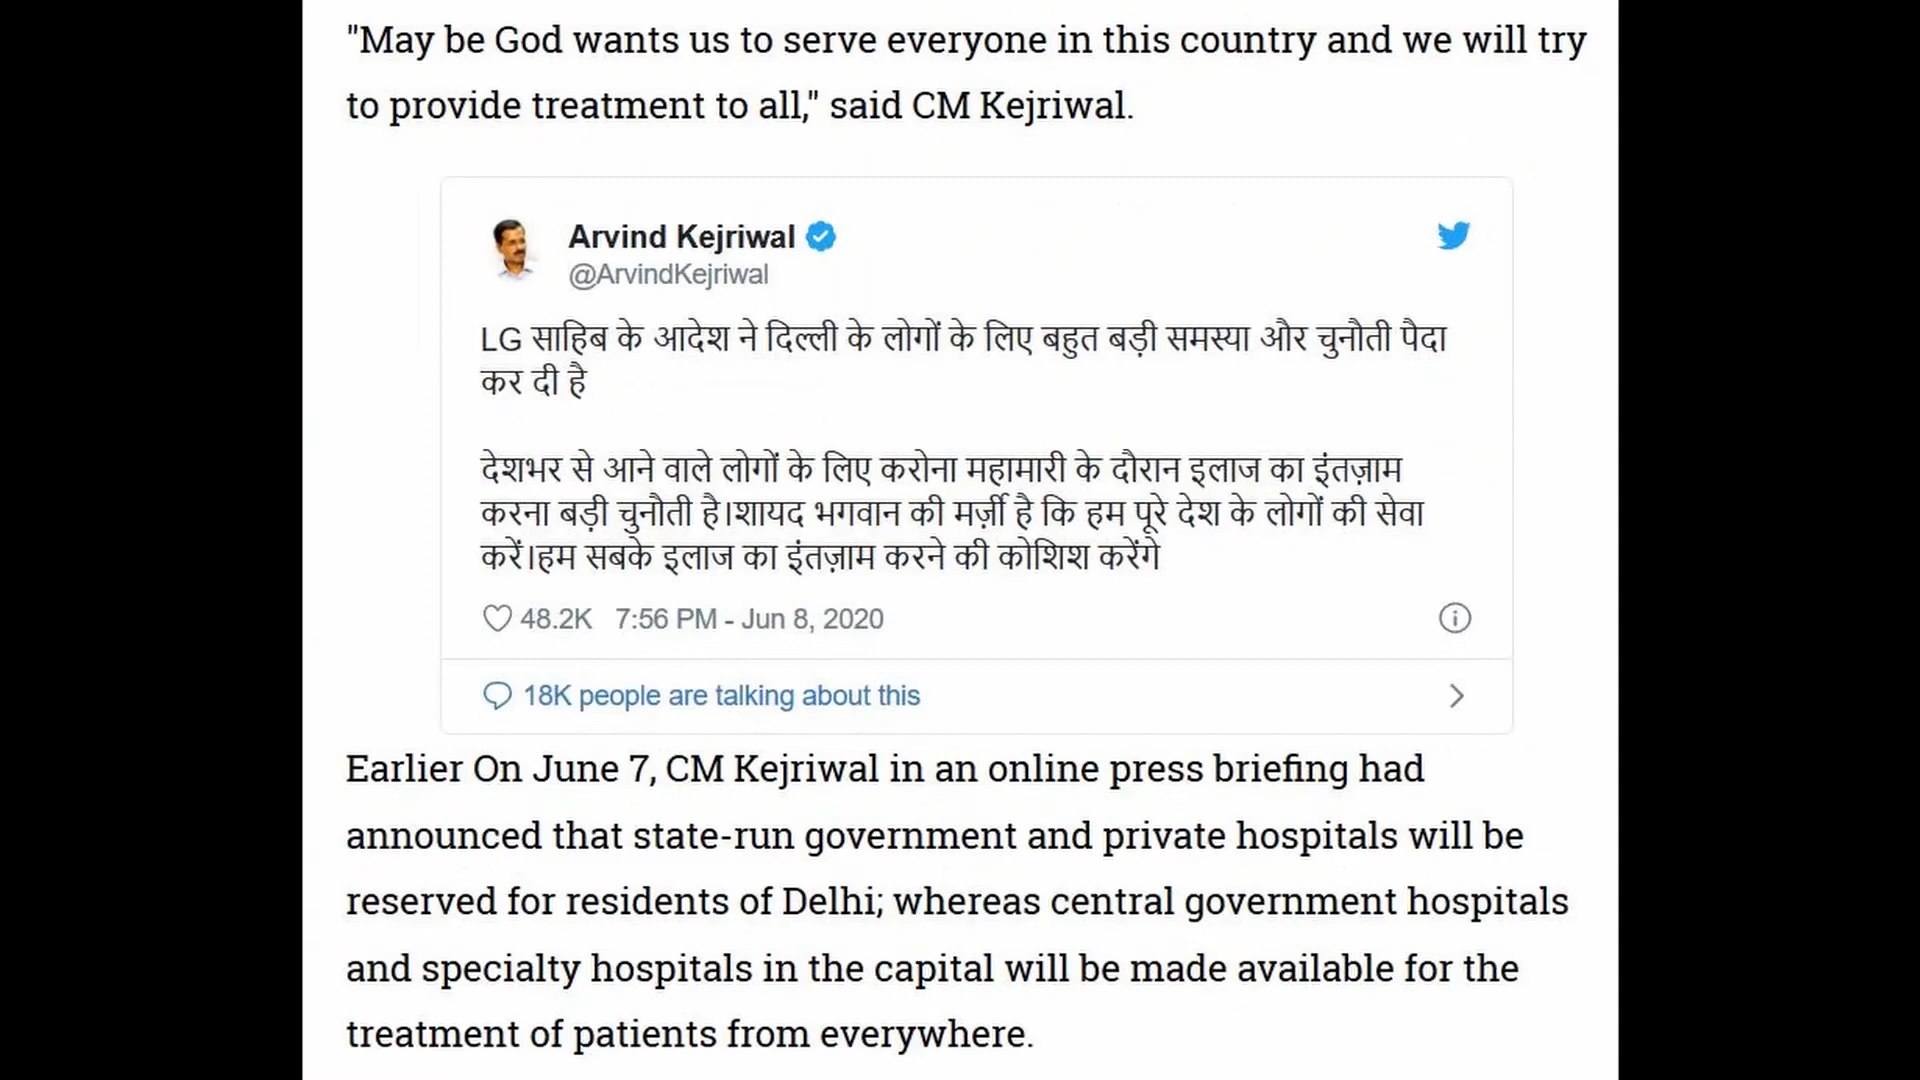 "May be God wants us to serve everyone in this country and we will try
to provide treatment to all," said CM Kejriwal.
Arvind Kejriwal
@ArvindKejriwal
LG साहिब के आदेश ने दिल्ली के लोगों के लिए बहुत बड़ी समस्या और चुनौती पैदा
कर दी है
देशभर से आने वाले लोगों के लिए करोना महामारी के दौरान इलाज का इंतज़ाम
करना बड़ी चुनौती है।शायद भगवान की मर्ज़ी है कि हम पूरे देश के लोगों की सेवा
करें।हम सबके इलाज का इंतज़ाम करने की कोशिश करेंगे
48.2K 7:56 PM - Jun 8, 2020
18K people are talking about this
Earlier On June 7, CM Kejriwal in an online press briefing had
announced that state-run government and private hospitals will be
reserved for residents of Delhi; whereas central government hospitals
and specialty hospitals in the capital will be made available for the
treatment of patients from everywhere.